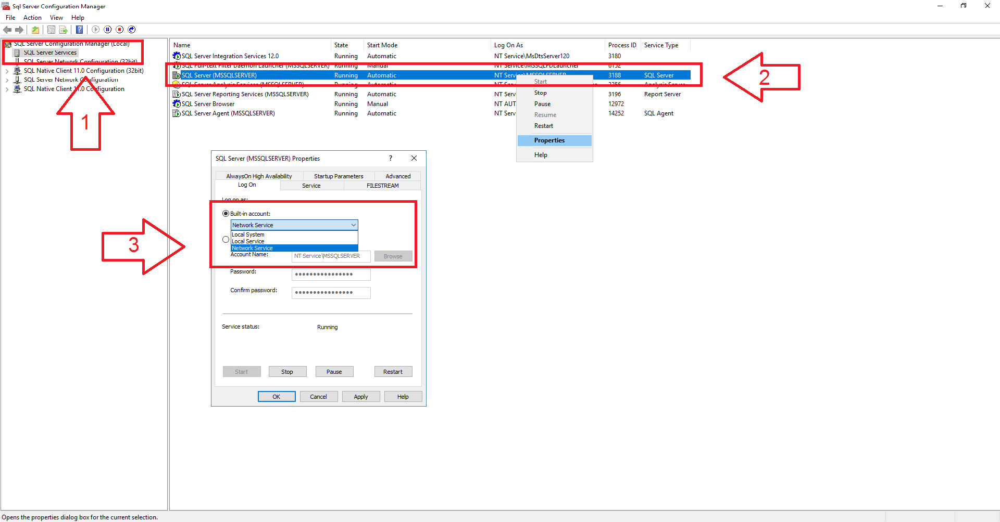 Sql Server Configuration Manager
File Action View Help
SQL Server Configuration Manager (Local)
SQL Server Services
SQL Server Network Configuration (32bit)
SQL Native Client 11.0 Configuration (32bit)
SQL Server Network Configuration
SQL Native Client 11.0 Configuration
1
Name State Start Mode Log On As Process ID Service Type
SQL Server Integration Services 12.0 Running Automatic NT Service\MsDtsServer120 3180
SQL Full-text Filter Daemon Launcher (MSSQLSERVER) Running Manual NT Service\MSSQLFDLauncher 6152
SQL Server (MSSQLSERVER) Running Automatic NT Service\MSSQLSERVER 3188 SQL Server
SQL Server Analysis Services (MSSQLSERVER) Running Automatic NT Serv 3256 Analysis Server
SQL Server Reporting Services (MSSQLSERVER) Running Automatic NT Serv 3196 Report Server
SQL Server Browser Running Manual NT AUT 12972
SQL Server Agent (MSSQLSERVER) Running Automatic NT Serv 14252 SQL Agent
2
Start
Stop
Pause
Resume
Restart
Properties
Help
SQL Server (MSSQLSERVER) Properties ?
AlwaysOn High Availability Startup Parameters Advanced
Log On Service FILESTREAM
Log on as:
Built-in account:
Network Service
Local System
Local Service
Network Service
Account Name: NT Service\MSSQLSERVER Browse
3
Password: ●●●●●●●●●●●●●●●●
Confirm password: ●●●●●●●●●●●●●●●●
Service status: Running
Start Stop Pause Restart
OK Cancel Apply Help
Opens the properties dialog box for the current selection.